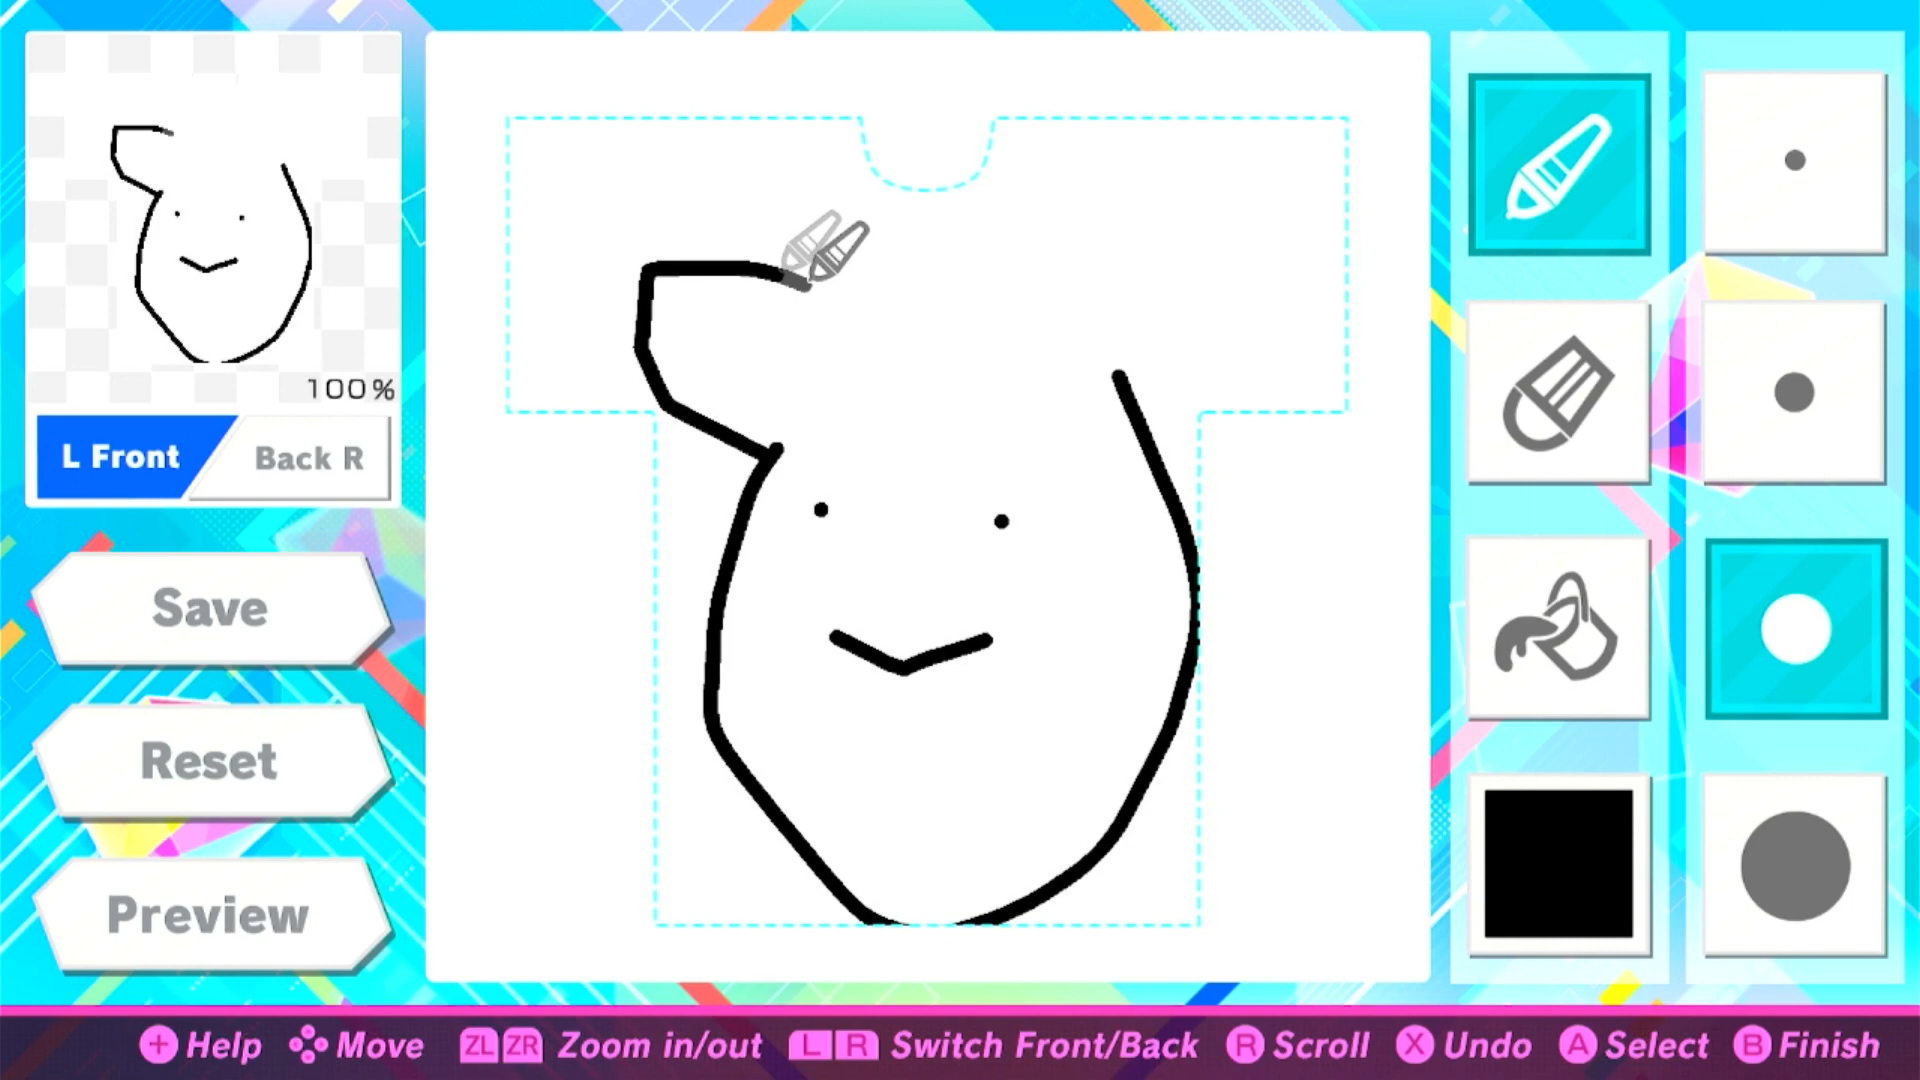 100%
L Front
Back R
Save
Reset
Preview
+ Help Move ZL ZR Zoom in/out L R Switch Front/Back R Scroll X Undo A Select B Finish